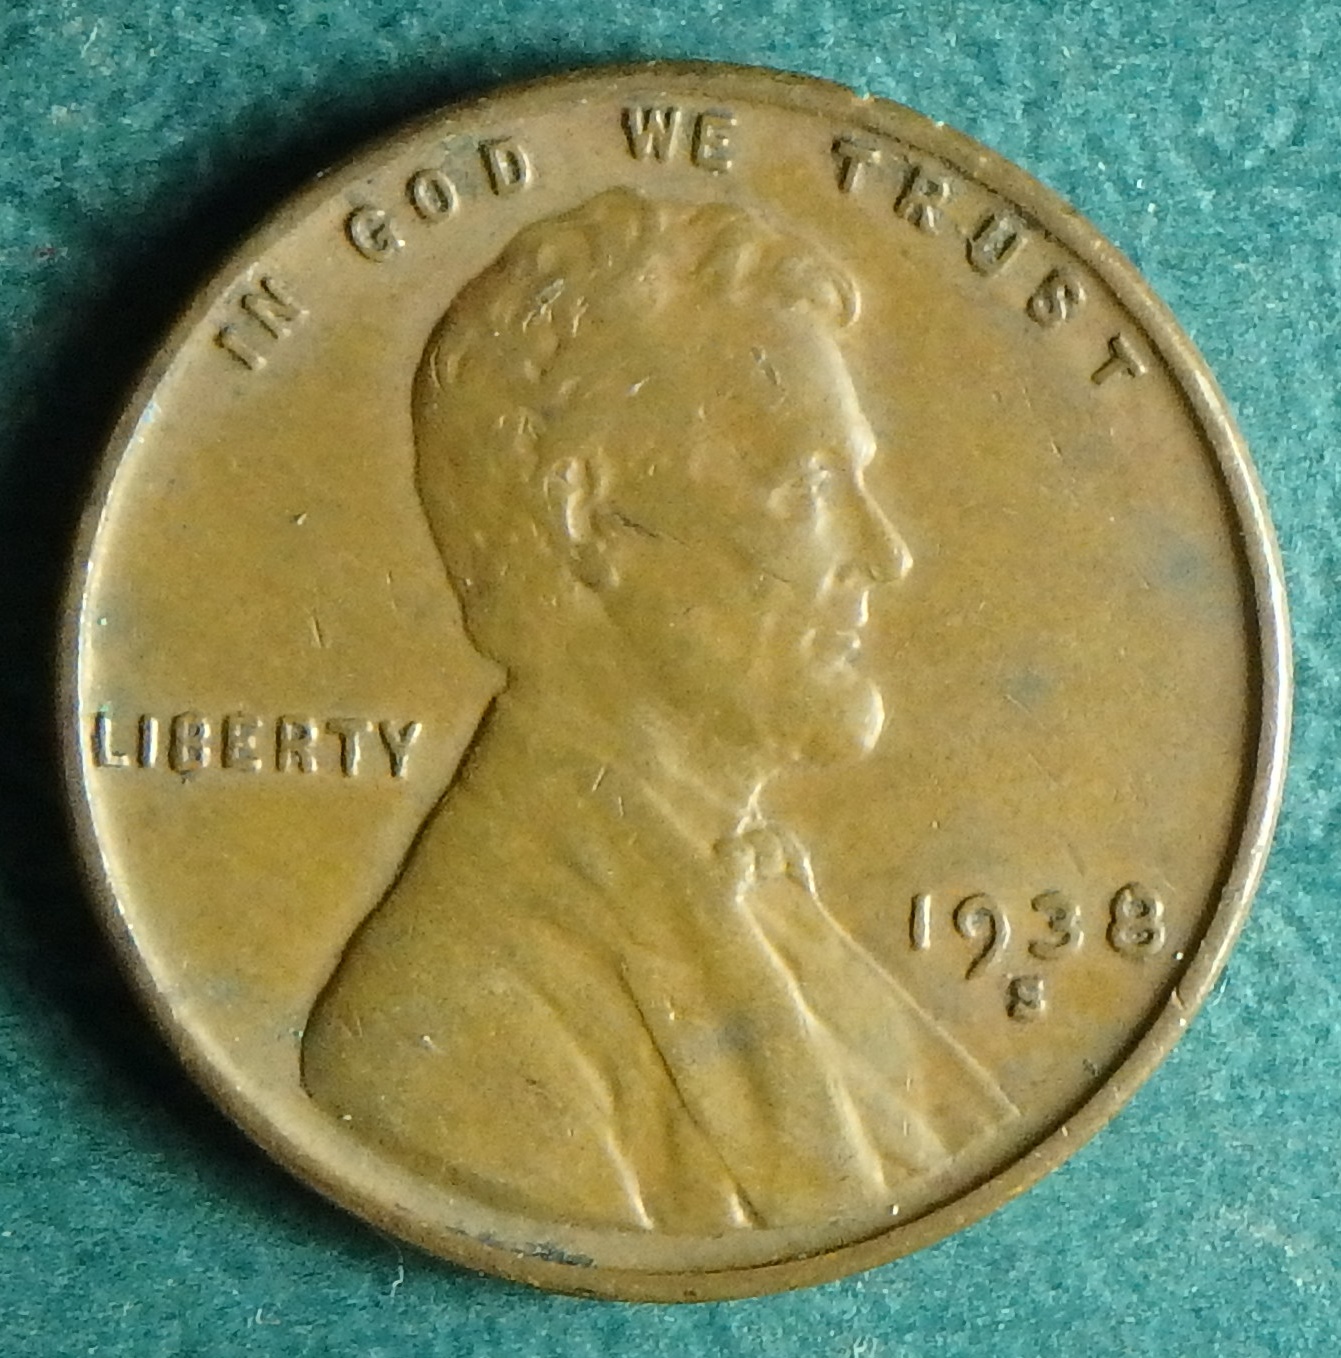 IN GOD WE TRUST
LIBERTY
1938
S